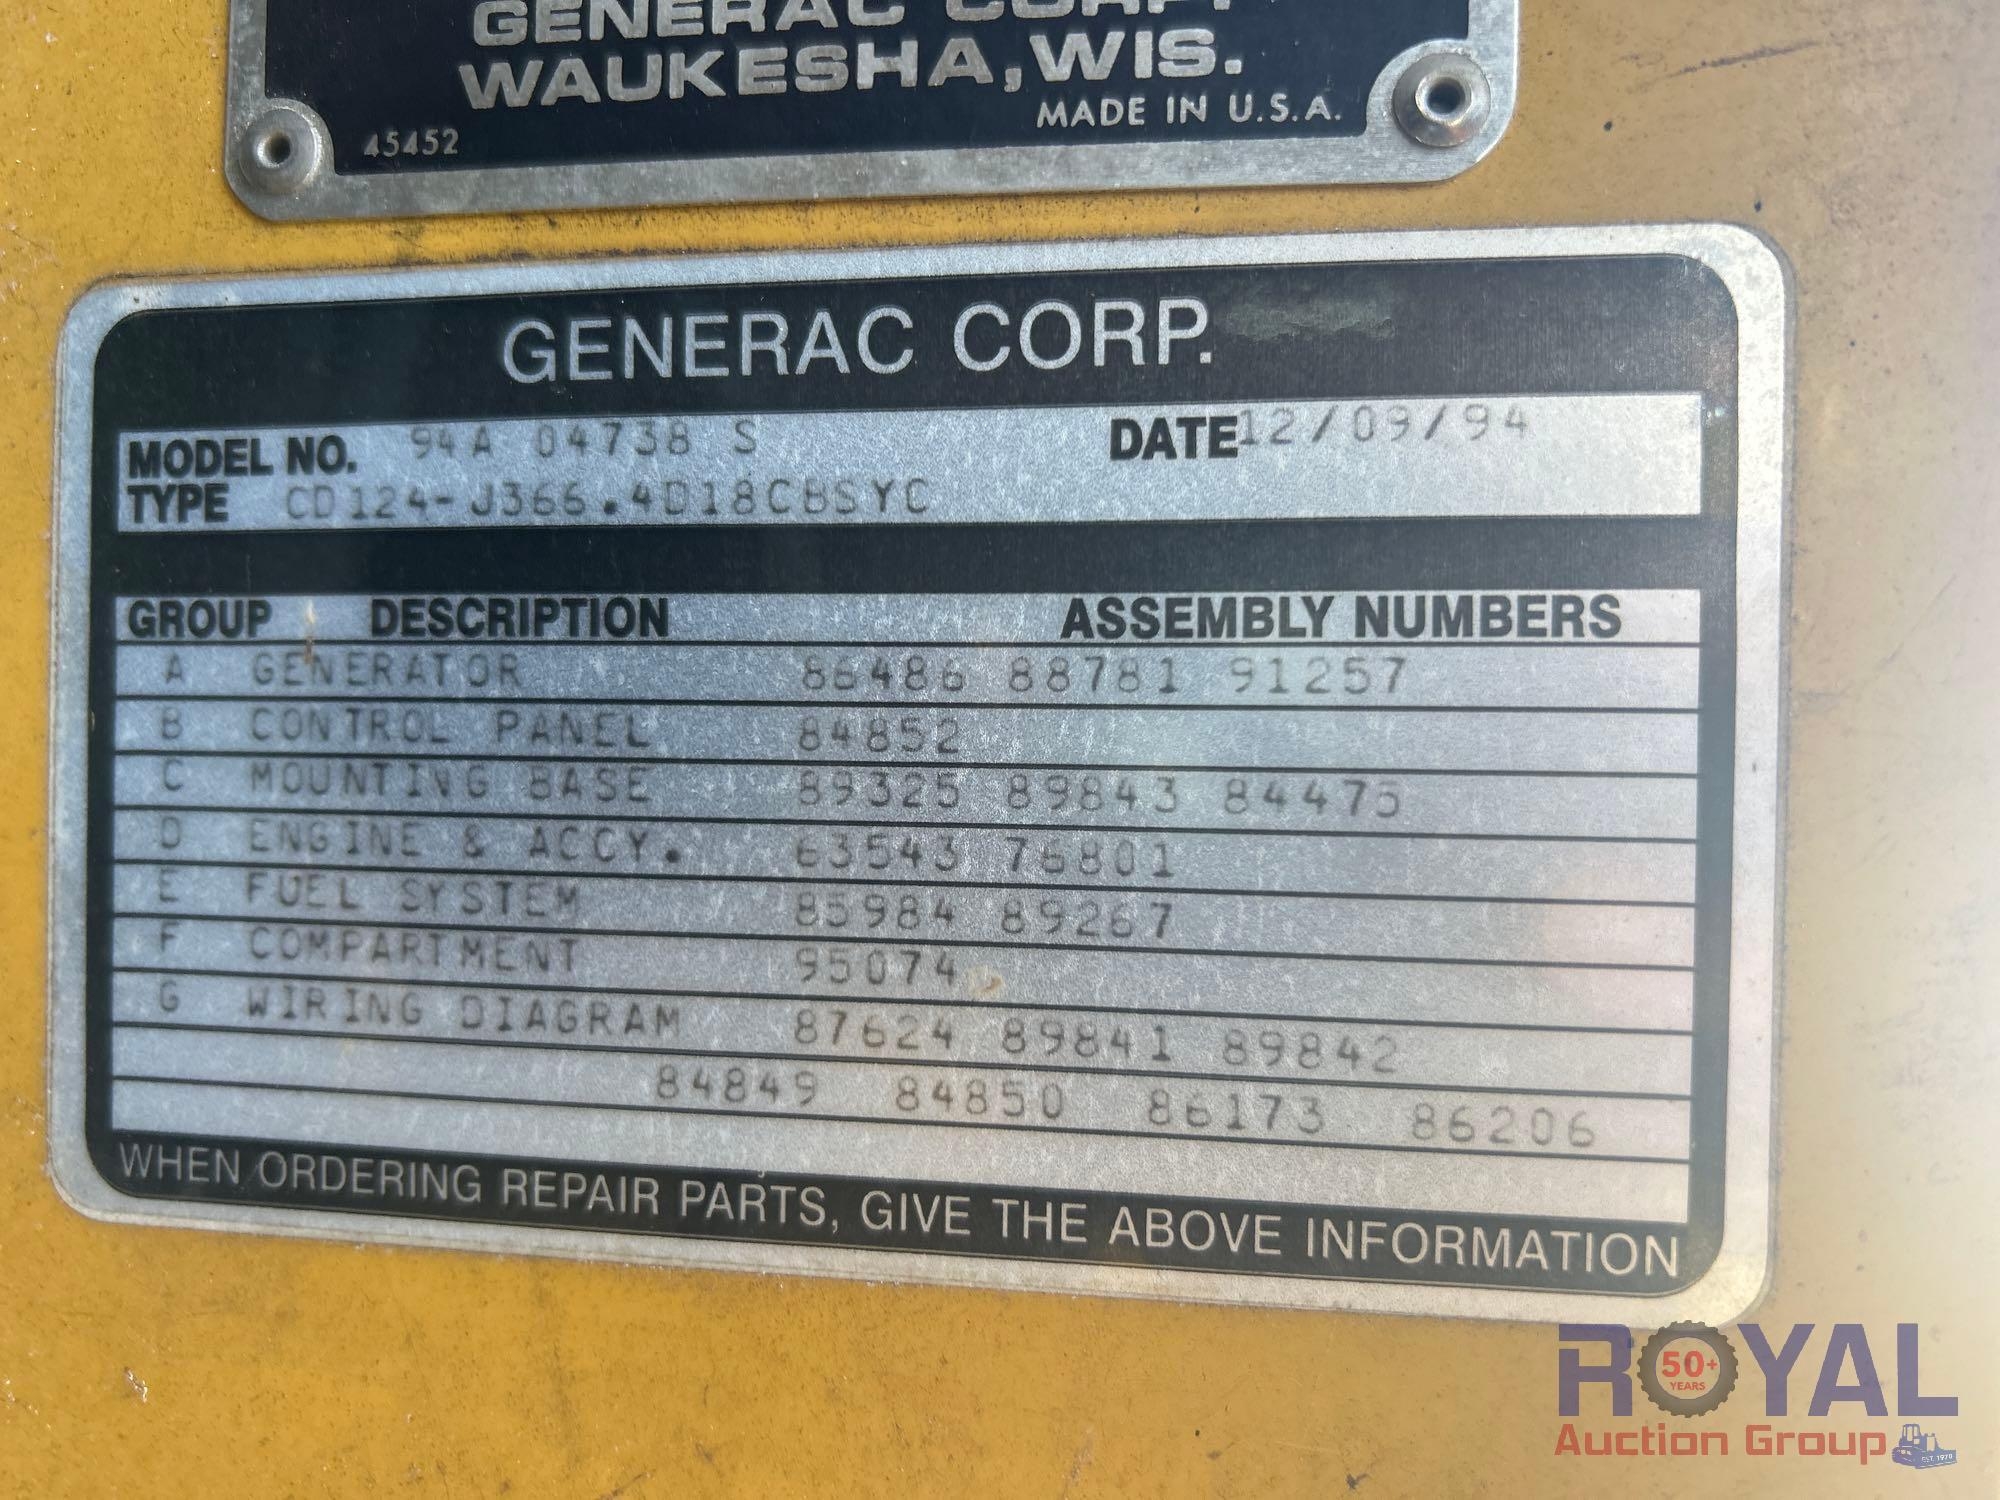 GENERAC CORP.
WAUKESHA, WIS.
MADE IN U.S.A.
45452
GENERAC CORP.
MODEL NO. 94A 04738 S DATE 12/09/94
TYPE CD124-J366.4D18CBSYC
GROUP DESCRIPTION ASSEMBLY NUMBERS
A GENERATOR 86486 88781 91257
B CONTROL PANEL 84852
C MOUNTING BASE 89325 89843 84475
D ENGINE & ACCY. 63543 76801
E FUEL SYSTEM 85984 89267
F COMPARTMENT 95074
G WIRING DIAGRAM 87624 89841 89842
84849 84850 86173 86206
WHEN ORDERING REPAIR PARTS, GIVE THE ABOVE INFORMATION
ROYAL
50+
YEARS
Auction Group
EST. 1970